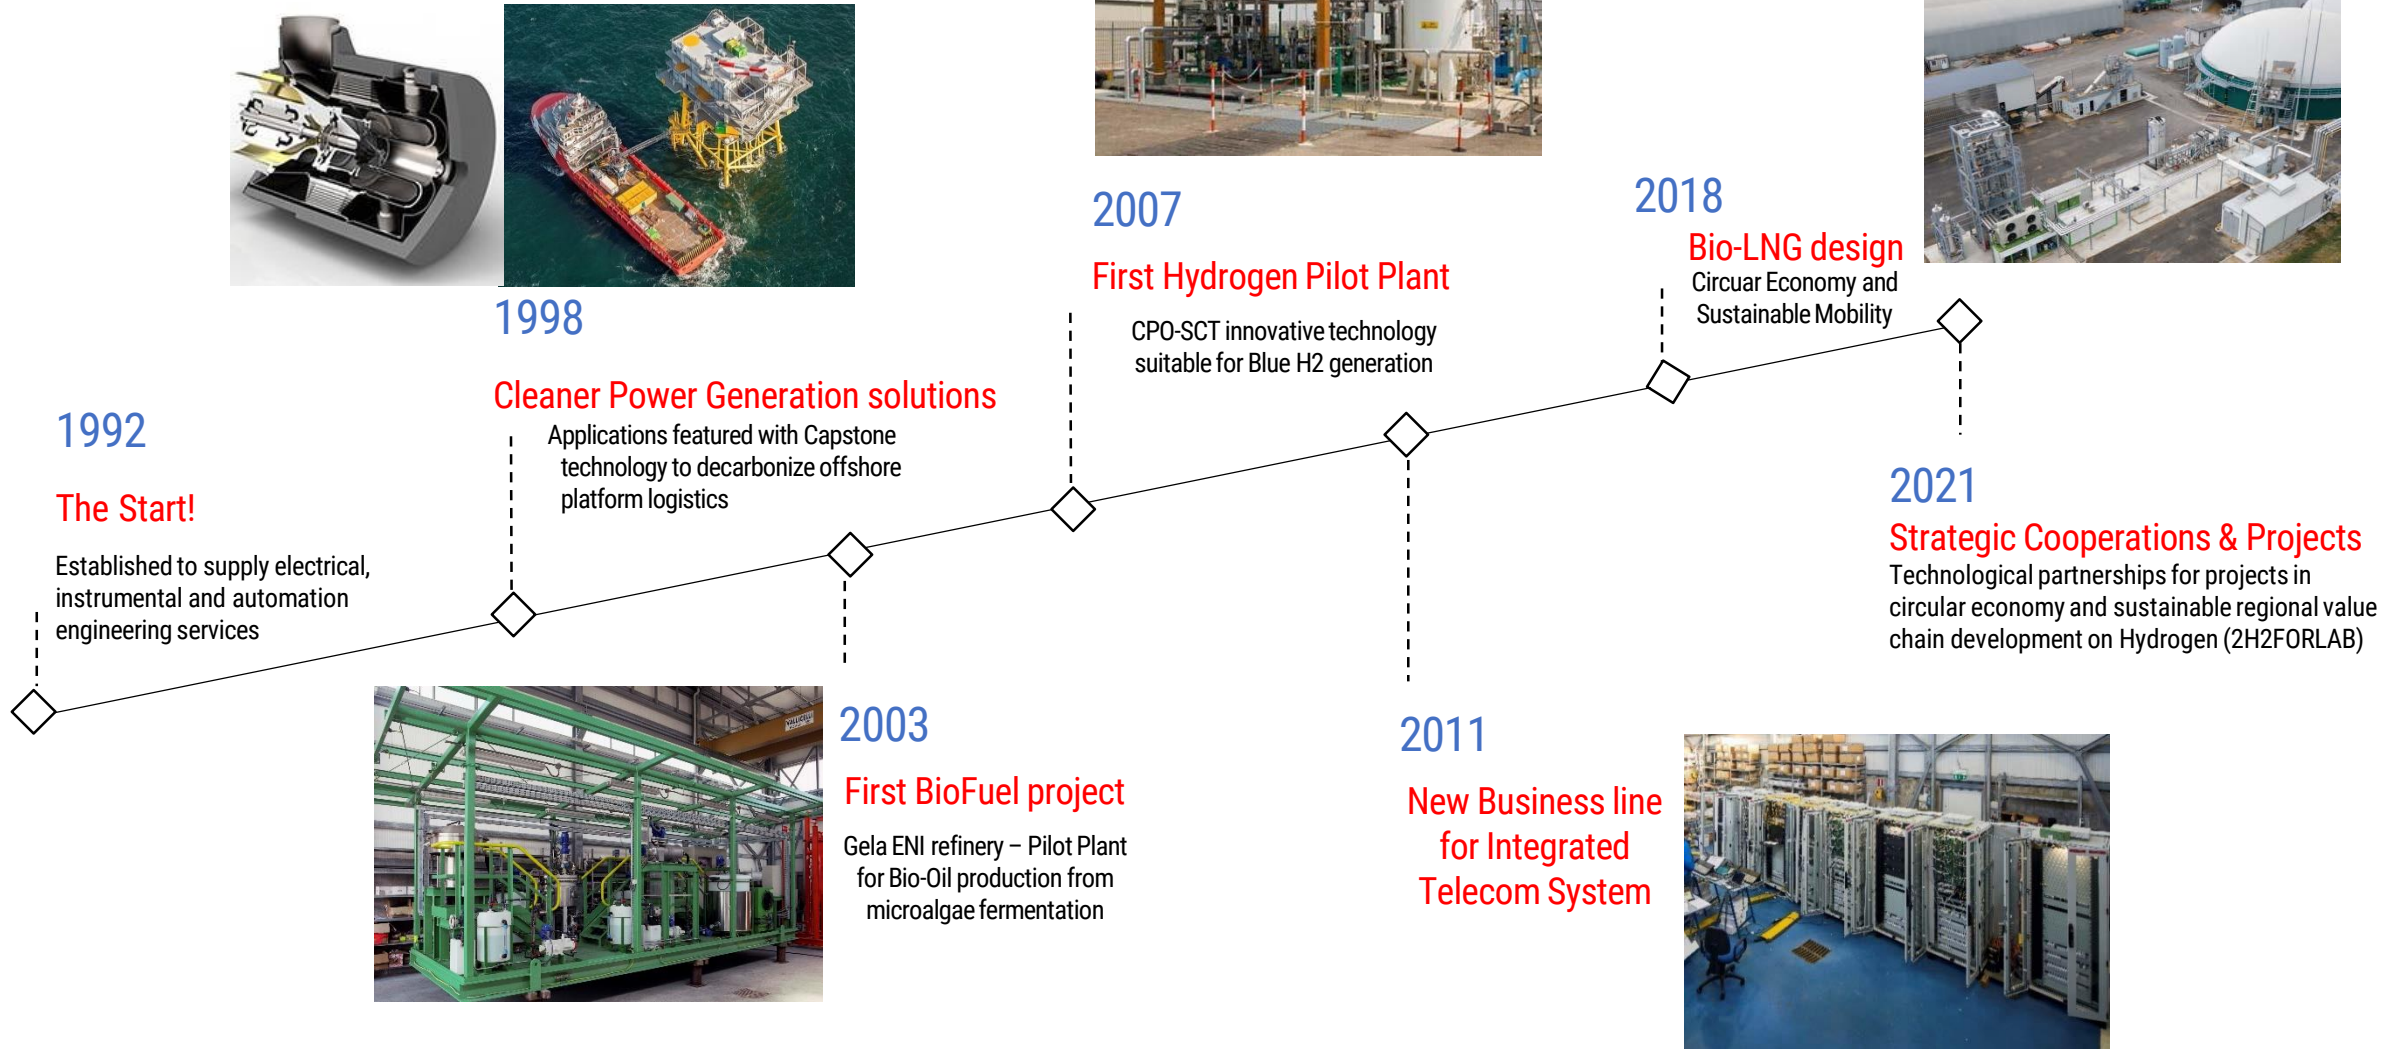 1992
The Start!
Established to supply electrical,
instrumental and automation
engineering services
1998
Cleaner Power Generation solutions
Applications featured with Capstone
technology to decarbonize offshore
platform logistics
VALLICELLI
2003
First BioFuel project
Gela ENI refinery – Pilot Plant
for Bio-Oil production from
microalgae fermentation
2007
First Hydrogen Pilot Plant
CPO-SCT innovative technology
suitable for Blue H2 generation
2011
New Business line
for Integrated
Telecom System
2018
Bio-LNG design
Circuar Economy and
Sustainable Mobility
2021
Strategic Cooperations & Projects
Technological partnerships for projects in
circular economy and sustainable regional value
chain development on Hydrogen (2H2FORLAB)